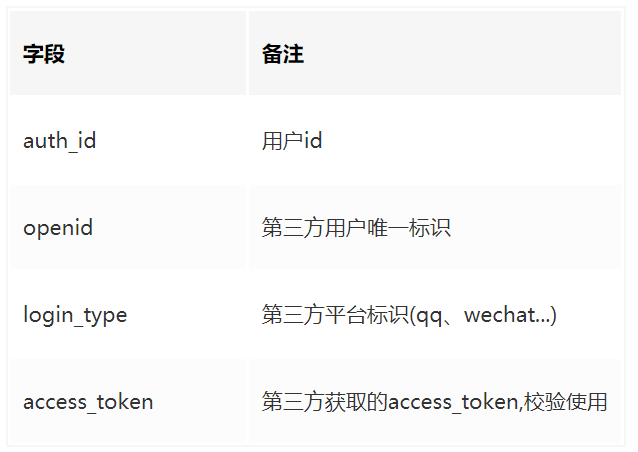 字段 备注
auth_id 用户id
openid 第三方用户唯一标识
login_type 第三方平台标识(qq、wechat...)
access_token 第三方获取的access_token,校验使用